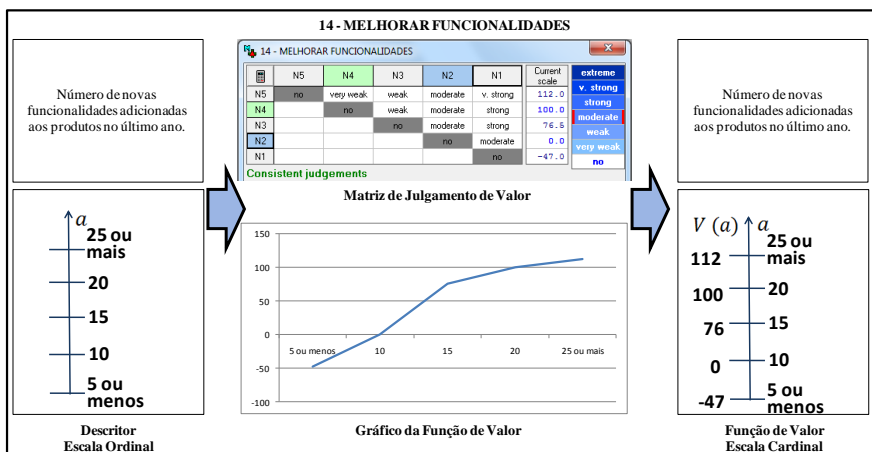 14 - MELHORAR FUNCIONALIDADES
Número de novas
funcionalidades adicionadas
aos produtos no último ano.
a
25 ou
mais
20
15
10
5 ou
menos
Descritor
Escala Ordinal
14 - MELHORAR FUNCIONALIDADES
N5 N4 N3 N2 N1 Current scale
N5 no very weak weak moderate v. strong 112.0
N4 no weak moderate strong 100.0
N3 no moderate strong 76.5
N2 no moderate 0.0
N1 no -47.0
extreme
v. strong
strong
moderate
weak
very weak
no
Consistent judgements
Matriz de Julgamento de Valor
150
100
50
0
-50
-100
5 ou menos 10 15 20 25 ou mais
Gráfico da Função de Valor
Número de novas
funcionalidades adicionadas
aos produtos no último ano.
V (a) a
112 25 ou
mais
100 20
76 15
0 10
-47 5 ou
menos
Função de Valor
Escala Cardinal